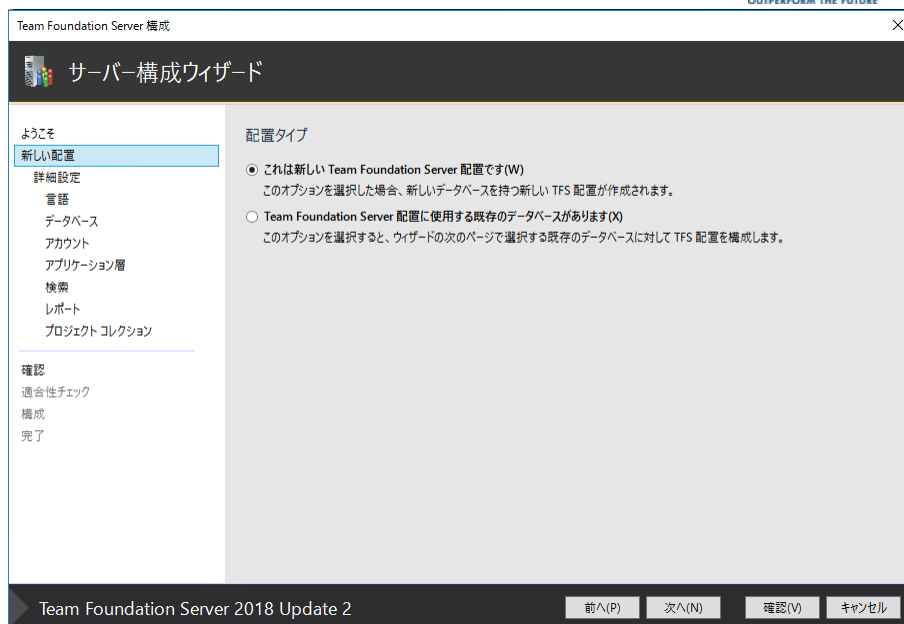 OUTPERFORM THE FUTURE
Team Foundation Server 構成
サーバー構成ウィザード
ようこそ
新しい配置
詳細設定
言語
データベース
アカウント
アプリケーション層
検索
レポート
プロジェクト コレクション
確認
適合性チェック
構成
完了
配置タイプ
これは新しい Team Foundation Server 配置です(W)
このオプションを選択した場合、新しいデータベースを持つ新しい TFS 配置が作成されます。
Team Foundation Server 配置に使用する既存のデータベースがあります(X)
このオプションを選択すると、ウィザードの次のページで選択する既存のデータベースに対して TFS 配置を構成します。
Team Foundation Server 2018 Update 2
前へ(P)
次へ(N)
確認(V)
キャンセル